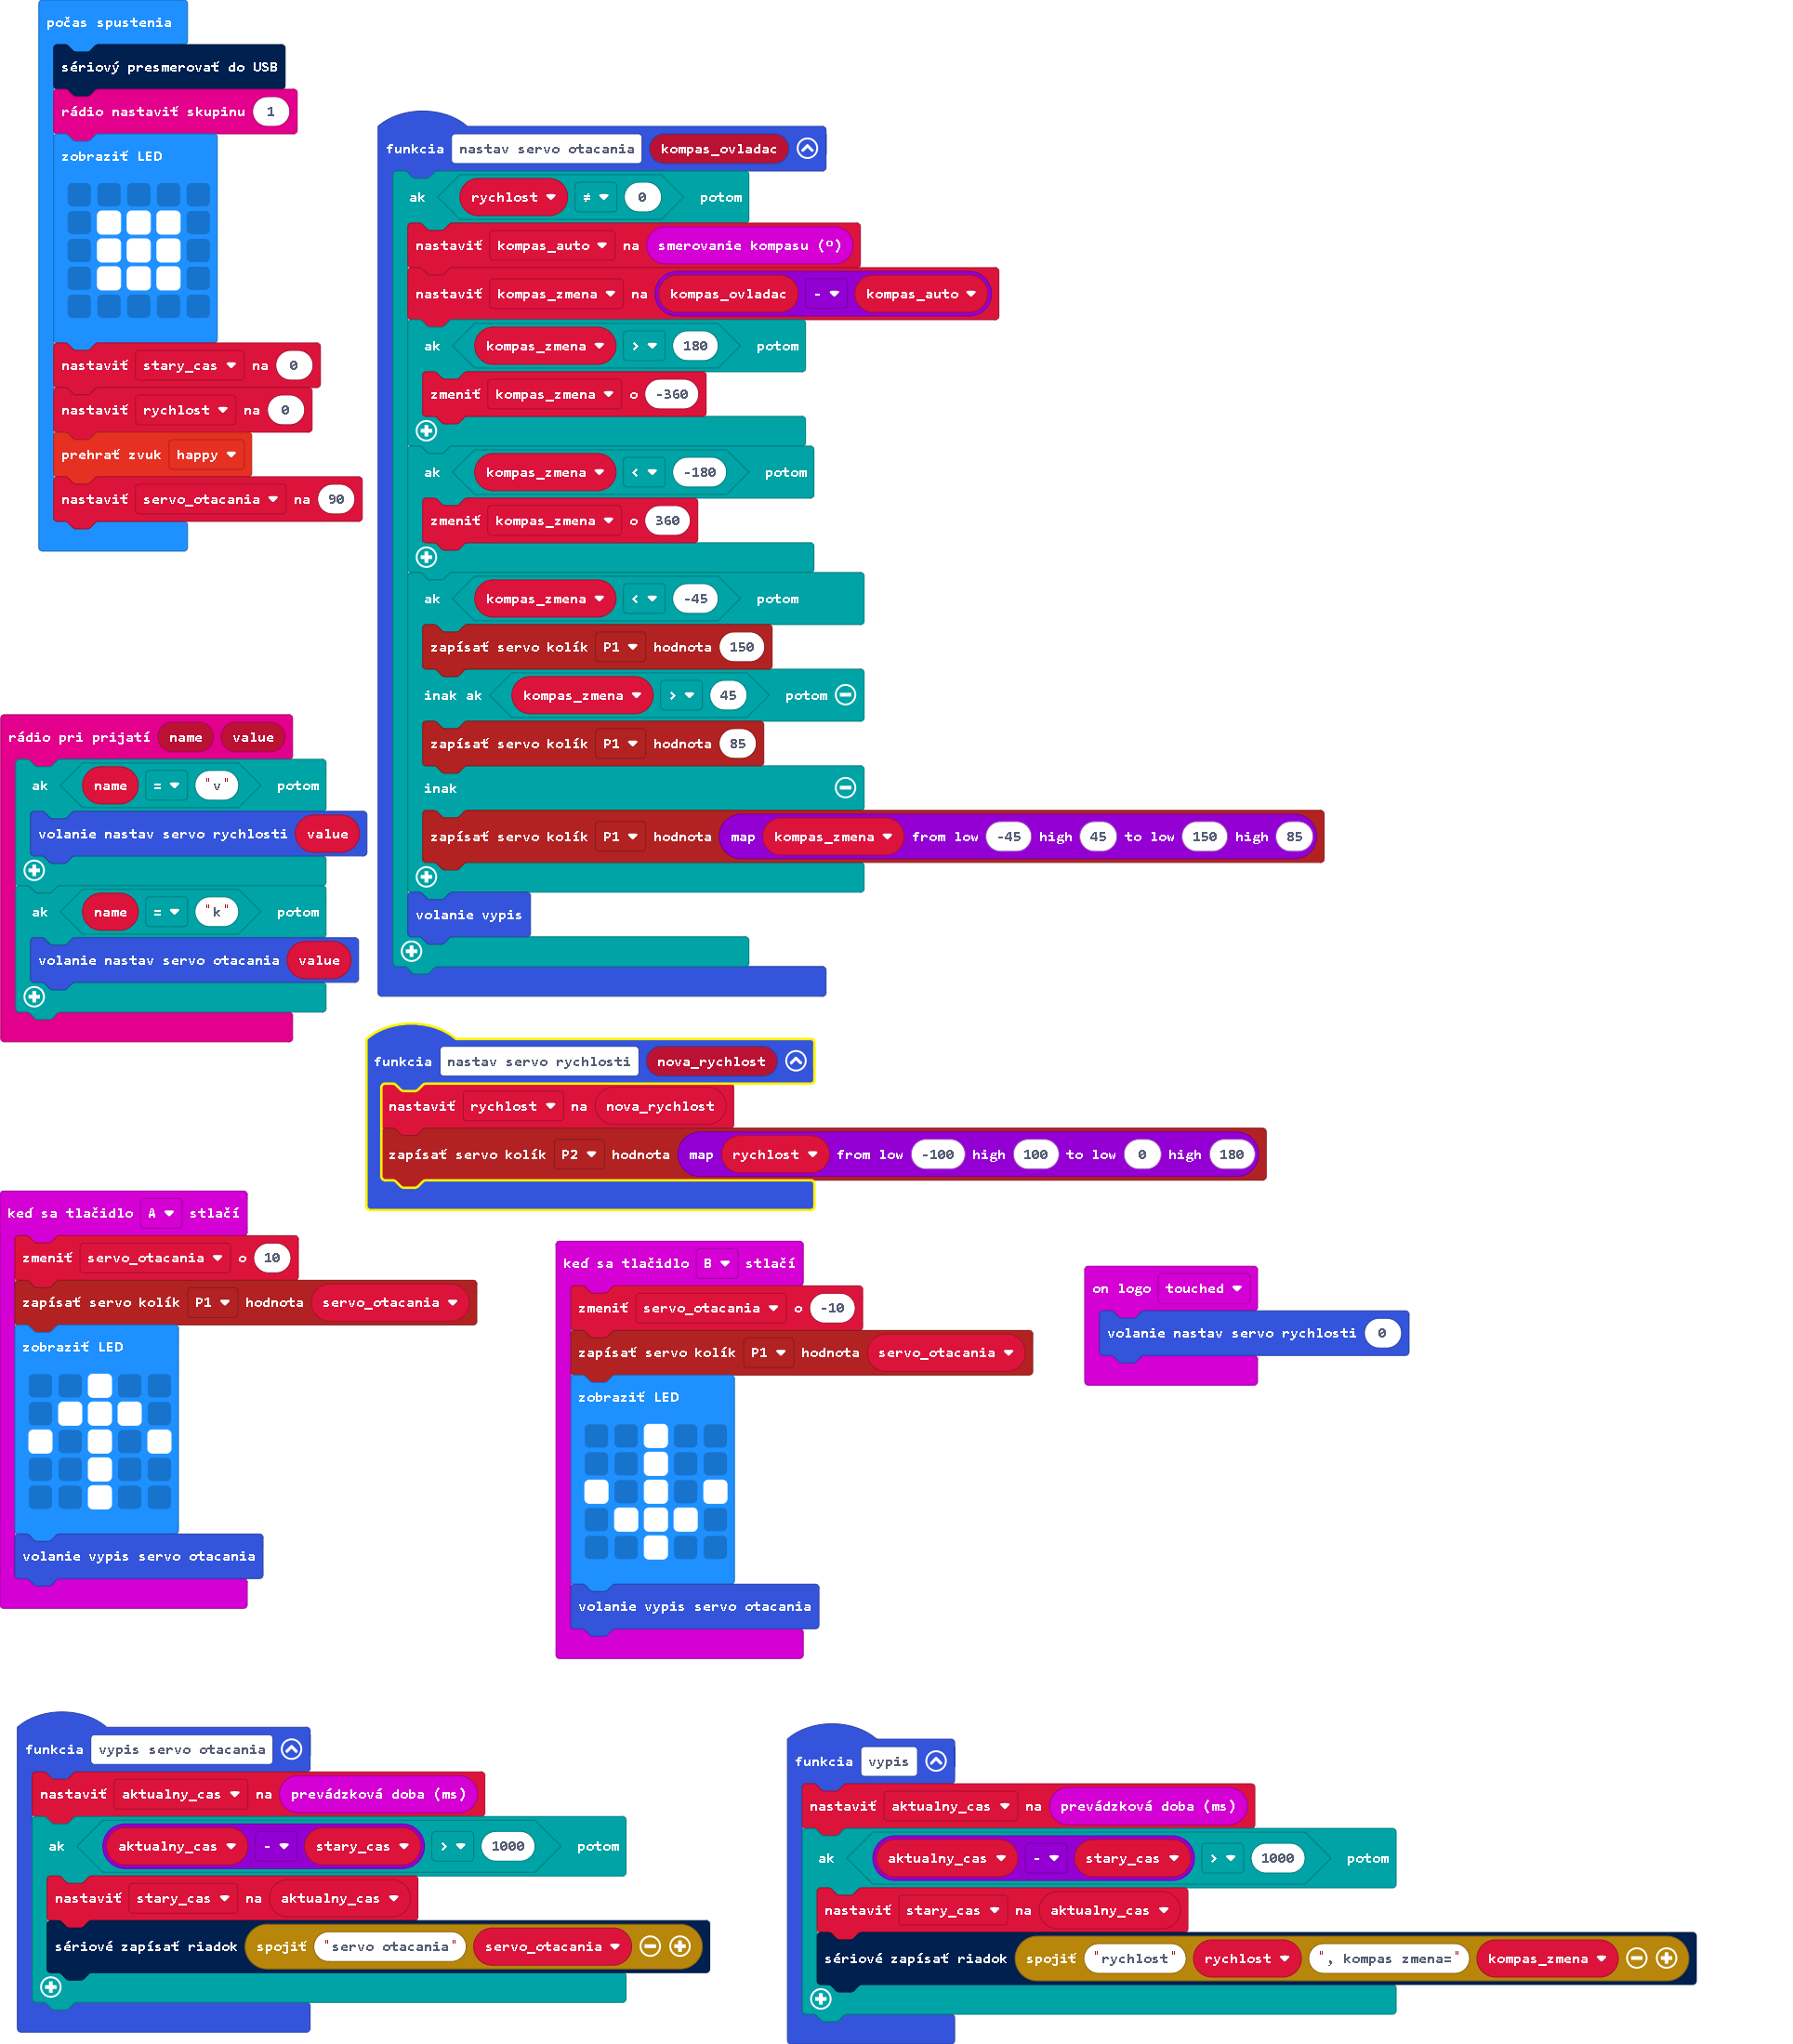 počas spustenia
sériový presmerovať do USB
rádio nastaviť skupinu 1
zobraziť LED
nastaviť stary_cas na 0
nastaviť rychlost na 0
prehrať zvuk happy
nastaviť servo_otacania na 90
funkcia nastav servo otacania kompas_ovladac
ak rychlost ≠ 0 potom
nastaviť kompas_auto na smerovanie kompasu (º)
nastaviť kompas_zmena na kompas_ovladac - kompas_auto
ak kompas_zmena > 180 potom
zmeniť kompas_zmena o -360
ak kompas_zmena < -180 potom
zmeniť kompas_zmena o 360
ak kompas_zmena < -45 potom
zapísať servo kolík P1 hodnota 150
inak ak kompas_zmena > 45 potom
zapísať servo kolík P1 hodnota 85
inak
zapísať servo kolík P1 hodnota map kompas_zmena from low -45 high 45 to low 150 high 85
volanie vypis
rádio pri prijatí name value
ak name = "v" potom
volanie nastav servo rychlosti value
ak name = "k" potom
volanie nastav servo otacania value
funkcia nastav servo rychlosti nova_rychlost
nastaviť rychlost na nova_rychlost
zapísať servo kolík P2 hodnota map rychlost from low -100 high 100 to low 0 high 180
keď sa tlačidlo A stlačí
zmeniť servo_otacania o 10
zapísať servo kolík P1 hodnota servo_otacania
zobraziť LED
volanie vypis servo otacania
keď sa tlačidlo B stlačí
zmeniť servo_otacania o -10
zapísať servo kolík P1 hodnota servo_otacania
zobraziť LED
volanie vypis servo otacania
on logo touched
volanie nastav servo rychlosti 0
funkcia vypis servo otacania
nastaviť aktualny_cas na prevádzková doba (ms)
ak aktualny_cas - stary_cas > 1000 potom
nastaviť stary_cas na aktualny_cas
sériové zapísať riadok spojiť "servo otacania" servo_otacania
funkcia vypis
nastaviť aktualny_cas na prevádzková doba (ms)
ak aktualny_cas - stary_cas > 1000 potom
nastaviť stary_cas na aktualny_cas
sériové zapísať riadok spojiť "rychlost" rychlost ", kompas zmena=" kompas_zmena